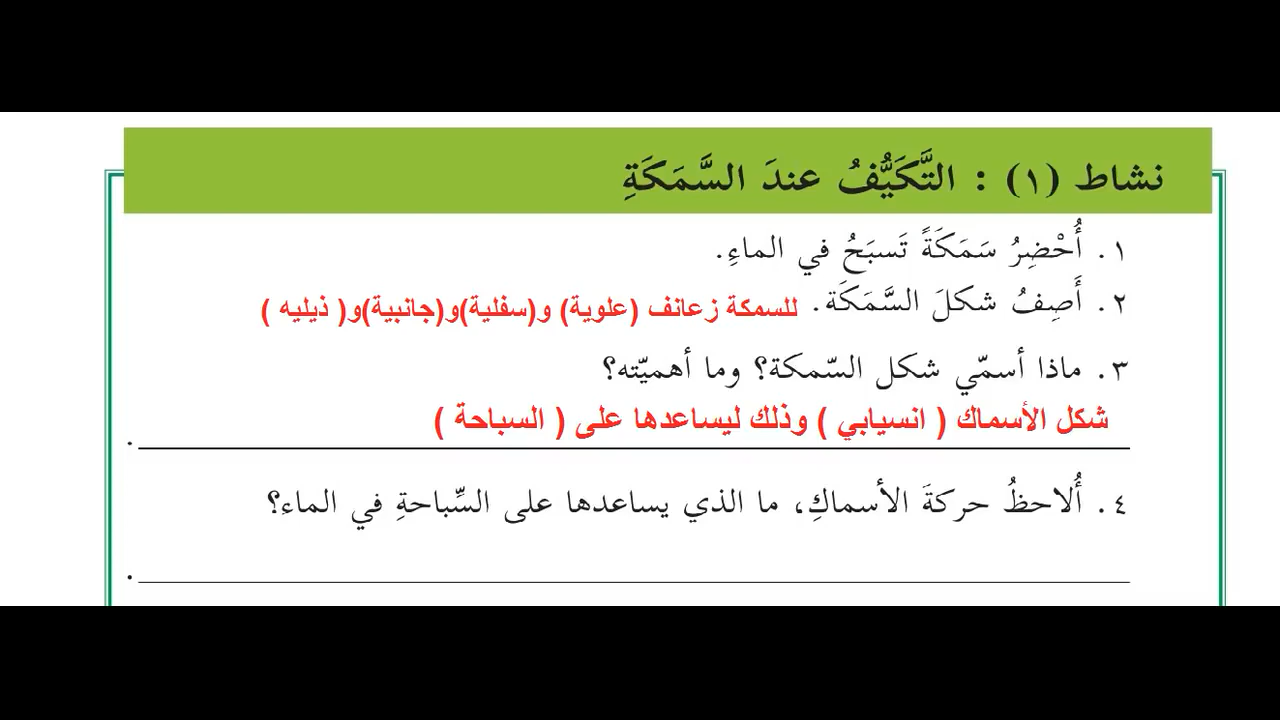 نشاط (١) : التَّكَيُّفُ عندَ السَّمَكَةِ
١. أُحْضِرُ سَمَكَةً تَسبَحُ في الماءِ.
٢. أَصِفُ شكلَ السَّمَكَة. للسمكة زعانف (علوية) و(سفلية)و(جانبية)و( ذيليه )
٣. ماذا أسمّي شكل السّمكة؟ وما أهميّته؟
شكل الأسماك ( انسيابي ) وذلك ليساعدها على ( السباحة )
٤. أُلاحظُ حركةَ الأسماكِ، ما الذي يساعدها على السِّباحةِ في الماء؟